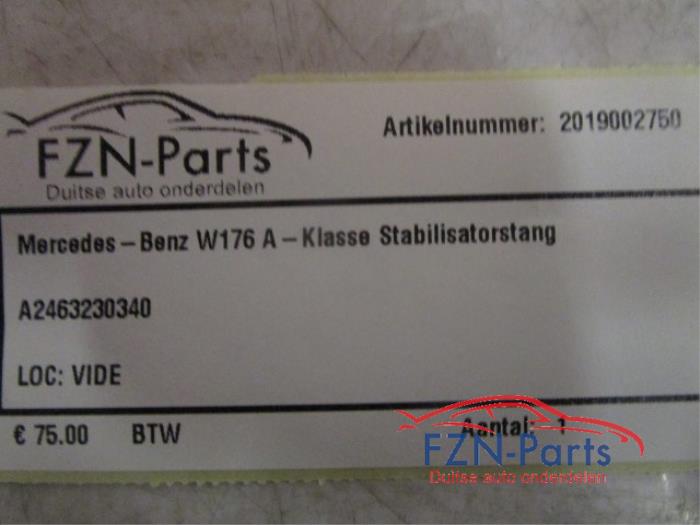 FZN-Parts
Duitse auto onderdelen
Artikelnummer: 2019002750
Mercedes-Benz W176 A-Klasse Stabilisatorstang
A2463230340
LOC: VIDE
€ 75.00 BTW Aantal: 1
FZN-Parts
Duitse auto onderdelen